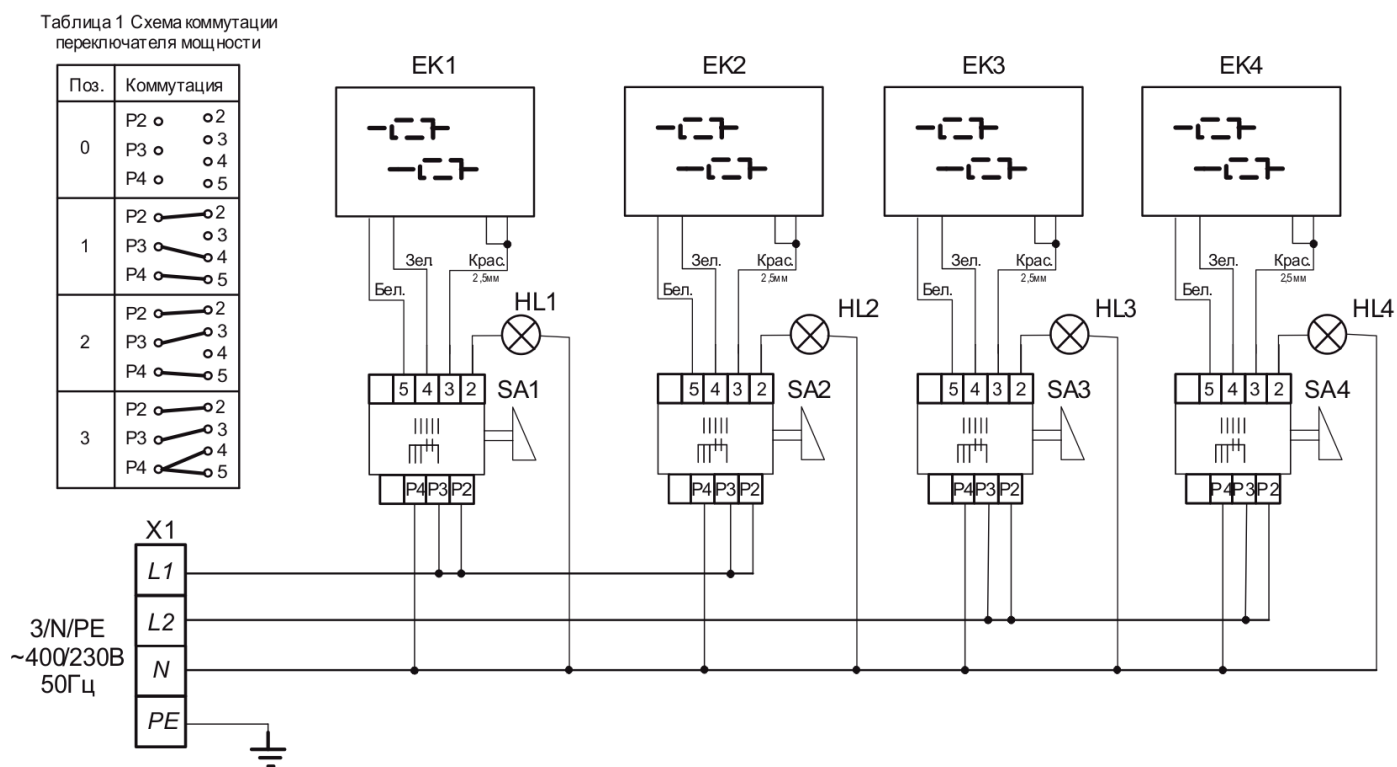 Таблица 1 Схема коммутации
переключателя мощности
Поз. Коммутация
0
P2 2
3
P3
4
P4 5
1
P2 2
3
P3 4
P4 5
2
P2 2
P3 3
4
P4 5
3
P2 2
P3 3
4
P4 5
EK1 EK2 EK3 EK4
Зел. Крас.
2,5мм
Бел.
HL1
5 4 3 2 SA1
P4 P3 P2
Зел. Крас.
2,5мм
Бел.
HL2
5 4 3 2 SA2
P4 P3 P2
Зел. Крас.
2,5мм
Бел.
HL3
5 4 3 2 SA3
P4 P3 P2
Зел. Крас.
2,5мм
Бел.
HL4
5 4 3 2 SA4
P4 P3 P2
X1
L1
L2
N
PE
3/N/PE
~400/230В
50Гц